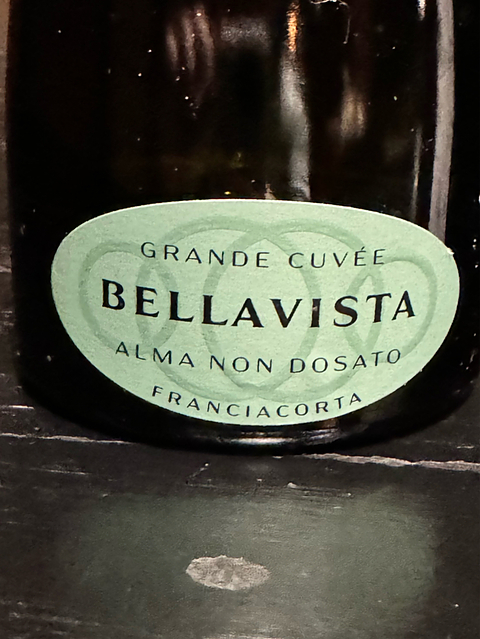 GRANDE CUVÉE
BELLAVISTA
ALMA NON DOSATO
FRANCIACORTA